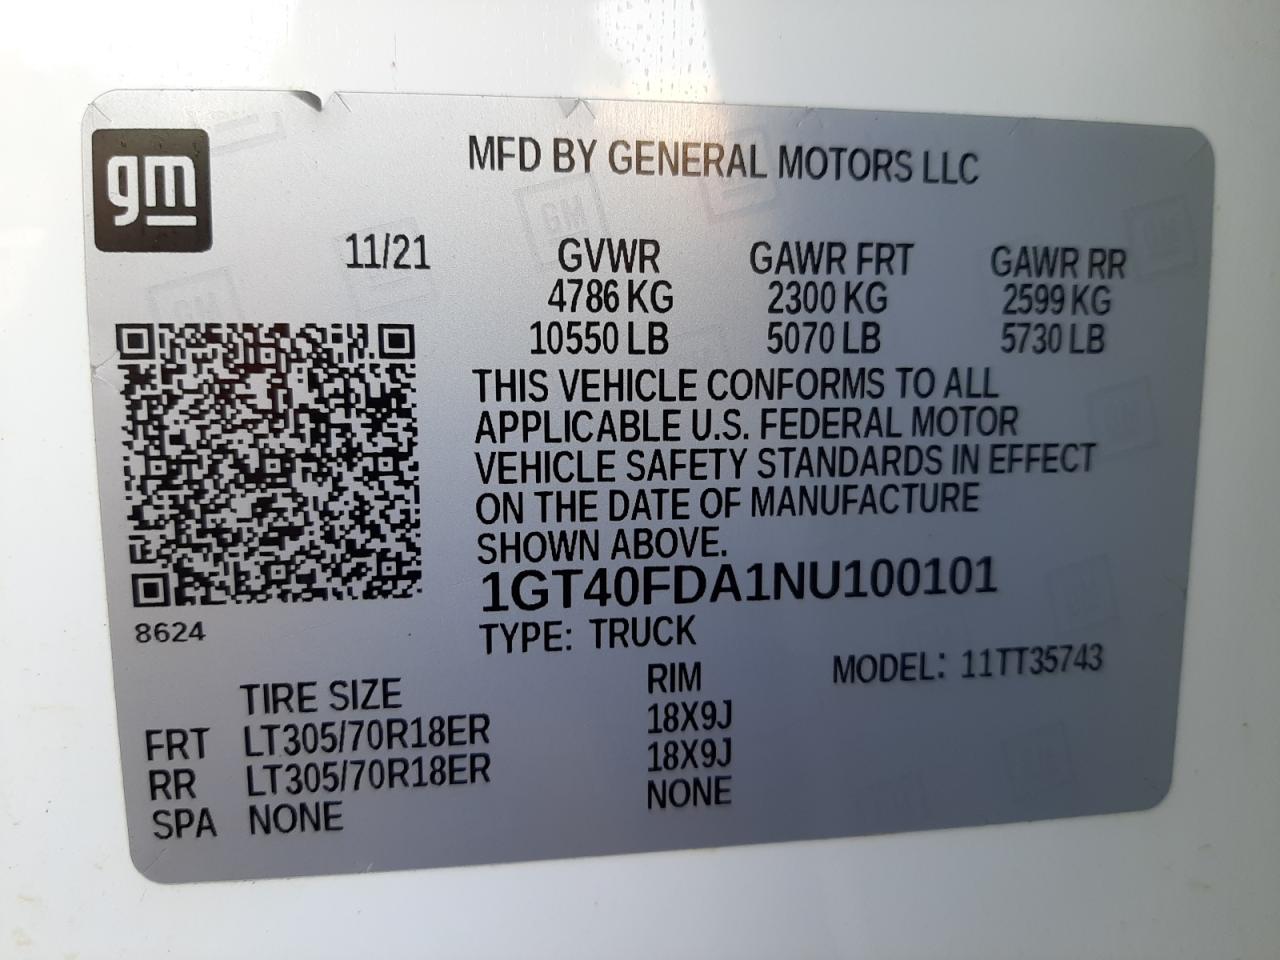 gm
MFD BY GENERAL MOTORS LLC
11/21 GVWR GAWR FRT GAWR RR
4786 KG 2300 KG 2599 KG
10550 LB 5070 LB 5730 LB
THIS VEHICLE CONFORMS TO ALL
APPLICABLE U.S. FEDERAL MOTOR
VEHICLE SAFETY STANDARDS IN EFFECT
ON THE DATE OF MANUFACTURE
SHOWN ABOVE.
1GT40FDA1NU100101
8624
TYPE: TRUCK
MODEL: 11TT35743
TIRE SIZE RIM
FRT LT305/70R18ER 18X9J
RR LT305/70R18ER 18X9J
SPA NONE NONE